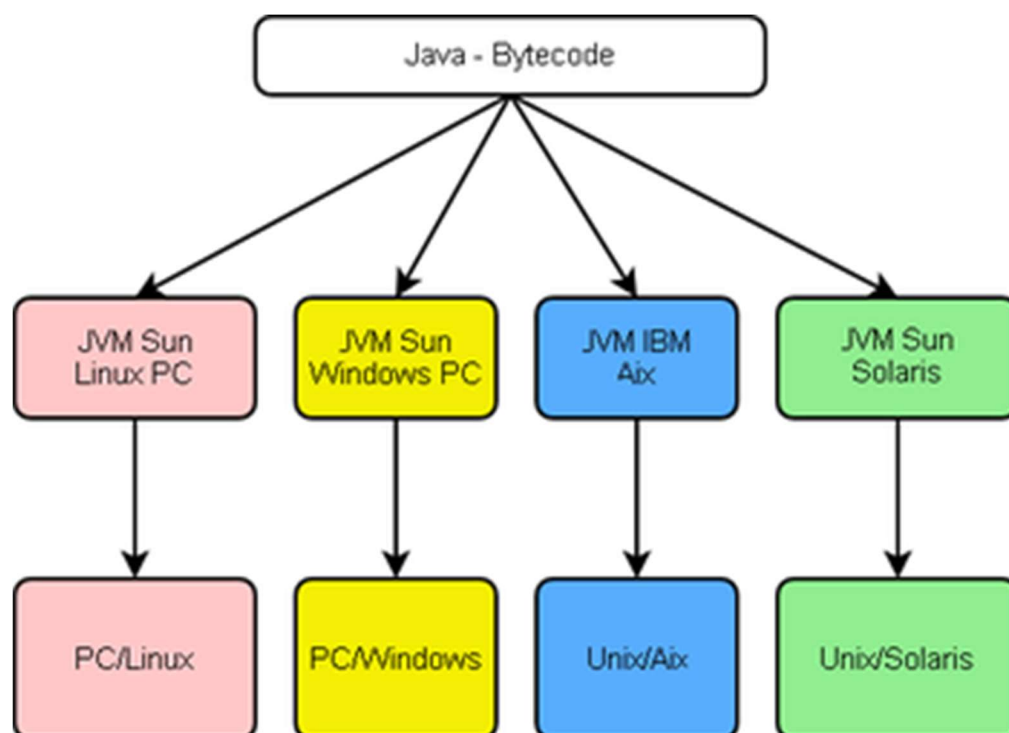 Java - Bytecode
JVM Sun
Linux PC
JVM Sun
Windows PC
JVM IBM
Aix
JVM Sun
Solaris
PC/Linux
PC/Windows
Unix/Aix
Unix/Solaris